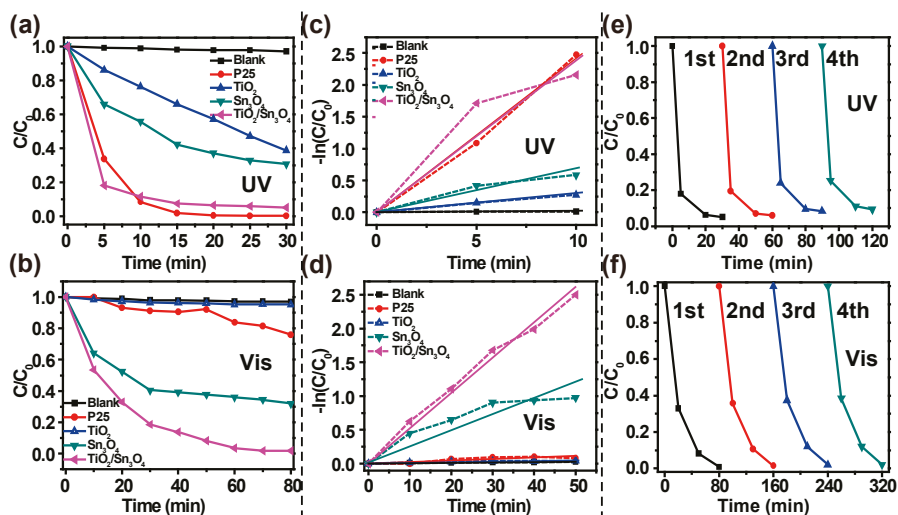 (a)
C/C0
1.0
0.8
0.6
0.4
0.2
0.0
Blank
P25
TiO2
Sn3O4
TiO2/Sn3O4
UV
0 5 10 15 20 25 30
Time (min)
(c)
-ln(C/C0)
2.5
2.0
1.5
1.0
0.5
0.0
Blank
P25
TiO2
Sn3O4
TiO2/Sn3O4
UV
0 5 10
Time (min)
(e)
C/C0
1.0
0.8
0.6
0.4
0.2
0.0
1st 2nd 3rd 4th
UV
0 20 40 60 80 100 120
Time (min)
(b)
C/C0
1.0
0.8
0.6
0.4
0.2
0.0
Vis
Blank
P25
TiO2
Sn3O4
TiO2/Sn3O4
0 20 40 60 80
Time (min)
(d)
-ln(C/C0)
2.5
2.0
1.5
1.0
0.5
0.0
Blank
P25
TiO2
Sn3O4
TiO2/Sn3O4
Vis
0 10 20 30 40 50
Time (min)
(f)
C/C0
1.0
0.8
0.6
0.4
0.2
0.0
1st 2nd 3rd 4th
Vis
0 80 160 240 320
Time (min)